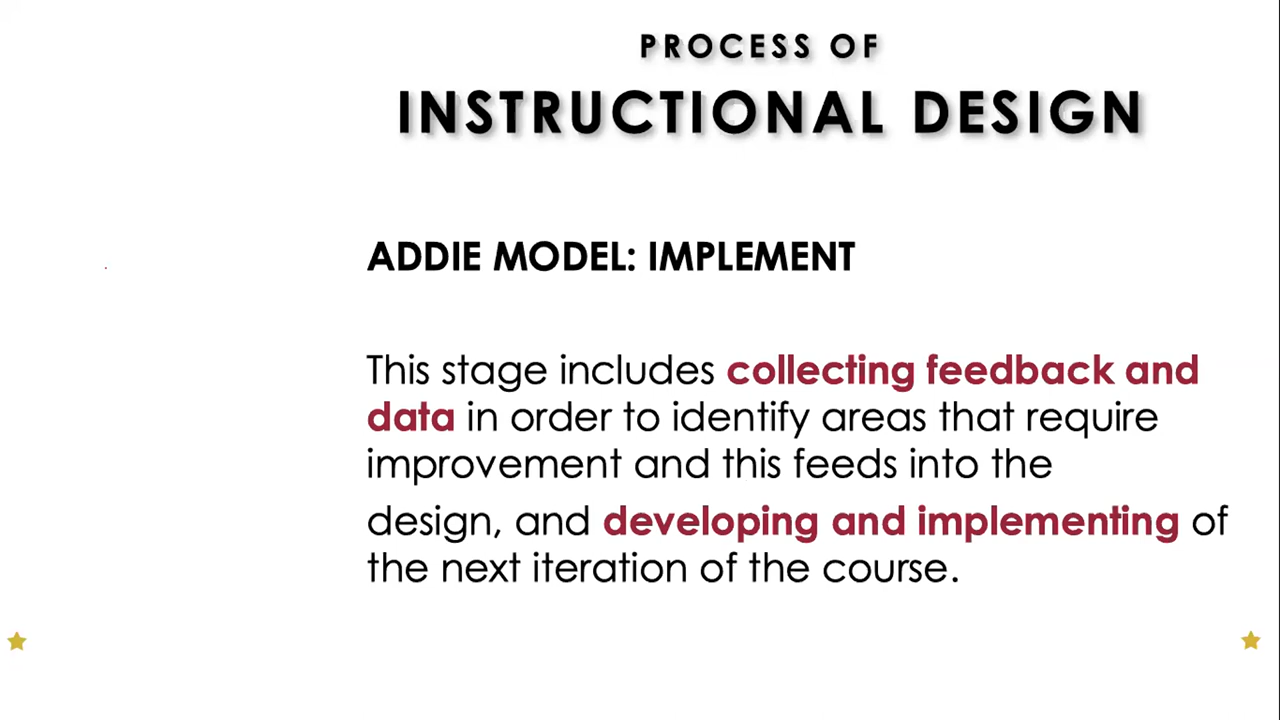 PROCESS OF
INSTRUCTIONAL DESIGN
ADDIE MODEL: IMPLEMENT
This stage includes collecting feedback and
data in order to identify areas that require
improvement and this feeds into the
design, and developing and implementing of
the next iteration of the course.